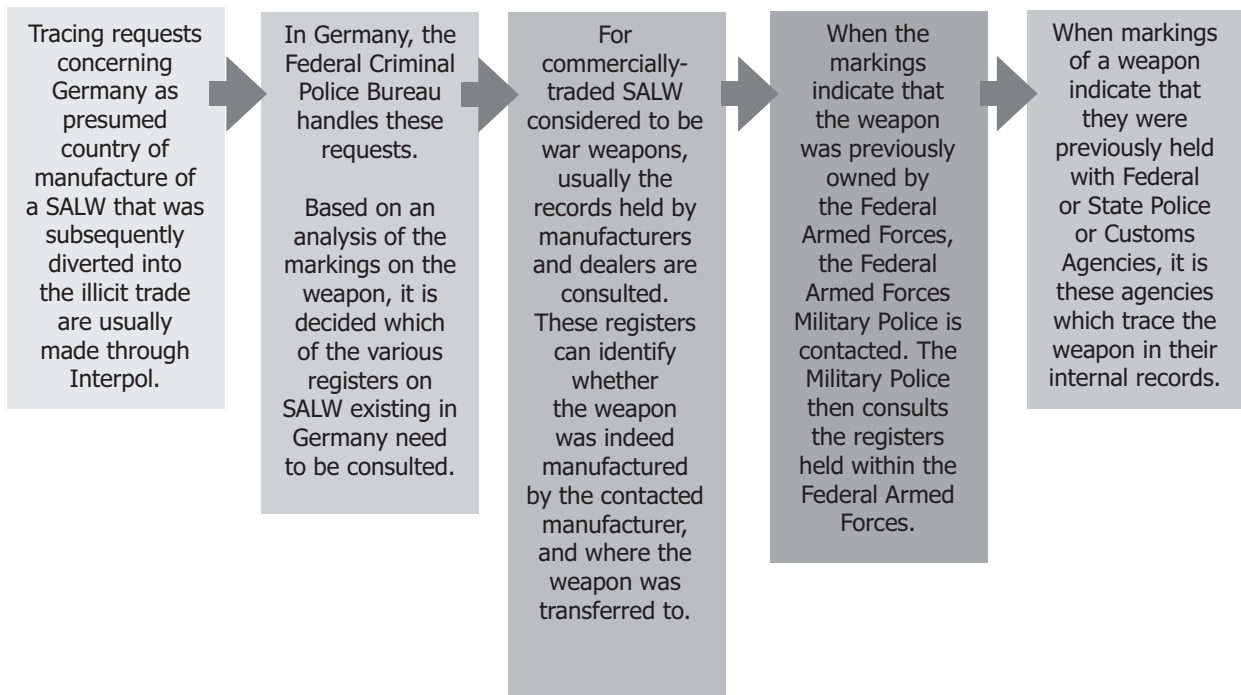 Tracing requests
concerning
Germany as
presumed
country of
manufacture of
a SALW that was
subsequently
diverted into
the illicit trade
are usually
made through
Interpol.
In Germany, the
Federal Criminal
Police Bureau
handles these
requests.
Based on an
analysis of the
markings on the
weapon, it is
decided which
of the various
registers on
SALW existing in
Germany need
to be consulted.
For
commercially-
traded SALW
considered to be
war weapons,
usually the
records held by
manufacturers
and dealers are
consulted.
These registers
can identify
whether
the weapon
was indeed
manufactured
by the contacted
manufacturer,
and where the
weapon was
transferred to.
When the
markings
indicate that
the weapon
was previously
owned by
the Federal
Armed Forces,
the Federal
Armed Forces
Military Police is
contacted. The
Military Police
then consults
the registers
held within the
Federal Armed
Forces.
When markings
of a weapon
indicate that
they were
previously held
with Federal
or State Police
or Customs
Agencies, it is
these agencies
which trace the
weapon in their
internal records.